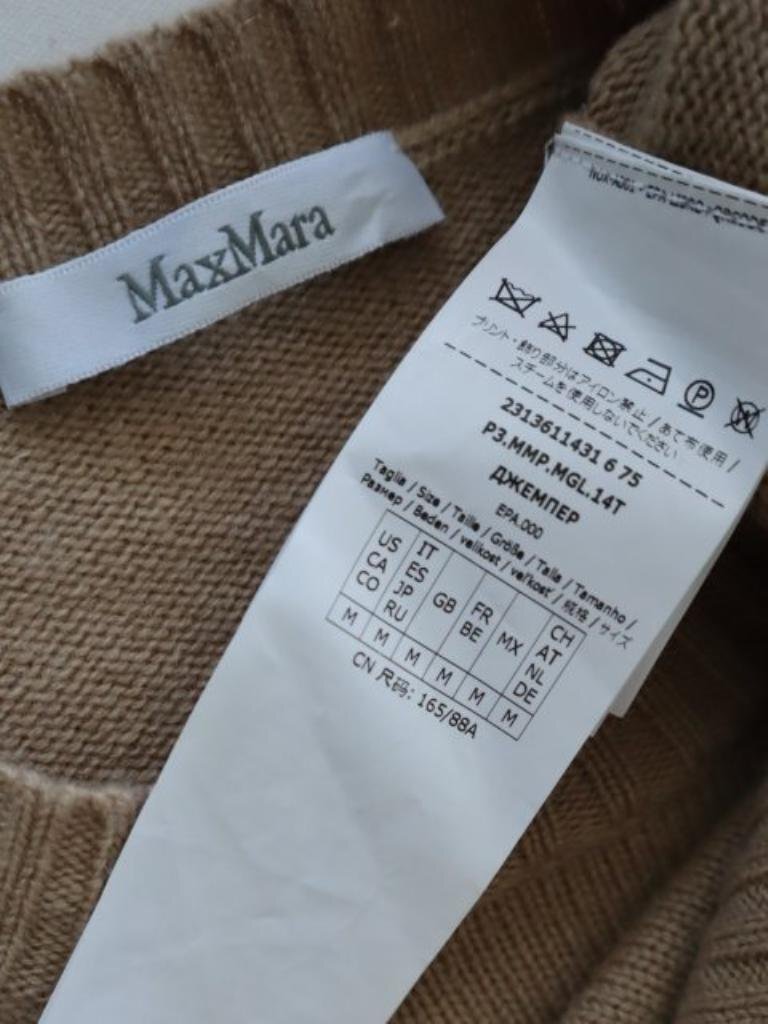 MaxMara
P
プリント・飾り部分はアイロン禁止 / あて布使用 /
スチームを使用しないでください
2313611431 6 75
P3.MMP.MGL.14T
ДЖЕМПЕР
EPA.000
Taglia / Size / Taille / Größe / Talla / Tamanho /
Размер / Beden / velikost / veľkosť / 规格 / サイズ
US CA CO
IT ES JP RU
GB
FR BE
MX
CH AT NL DE
M M M M M M
CN 尺码: 165/88A